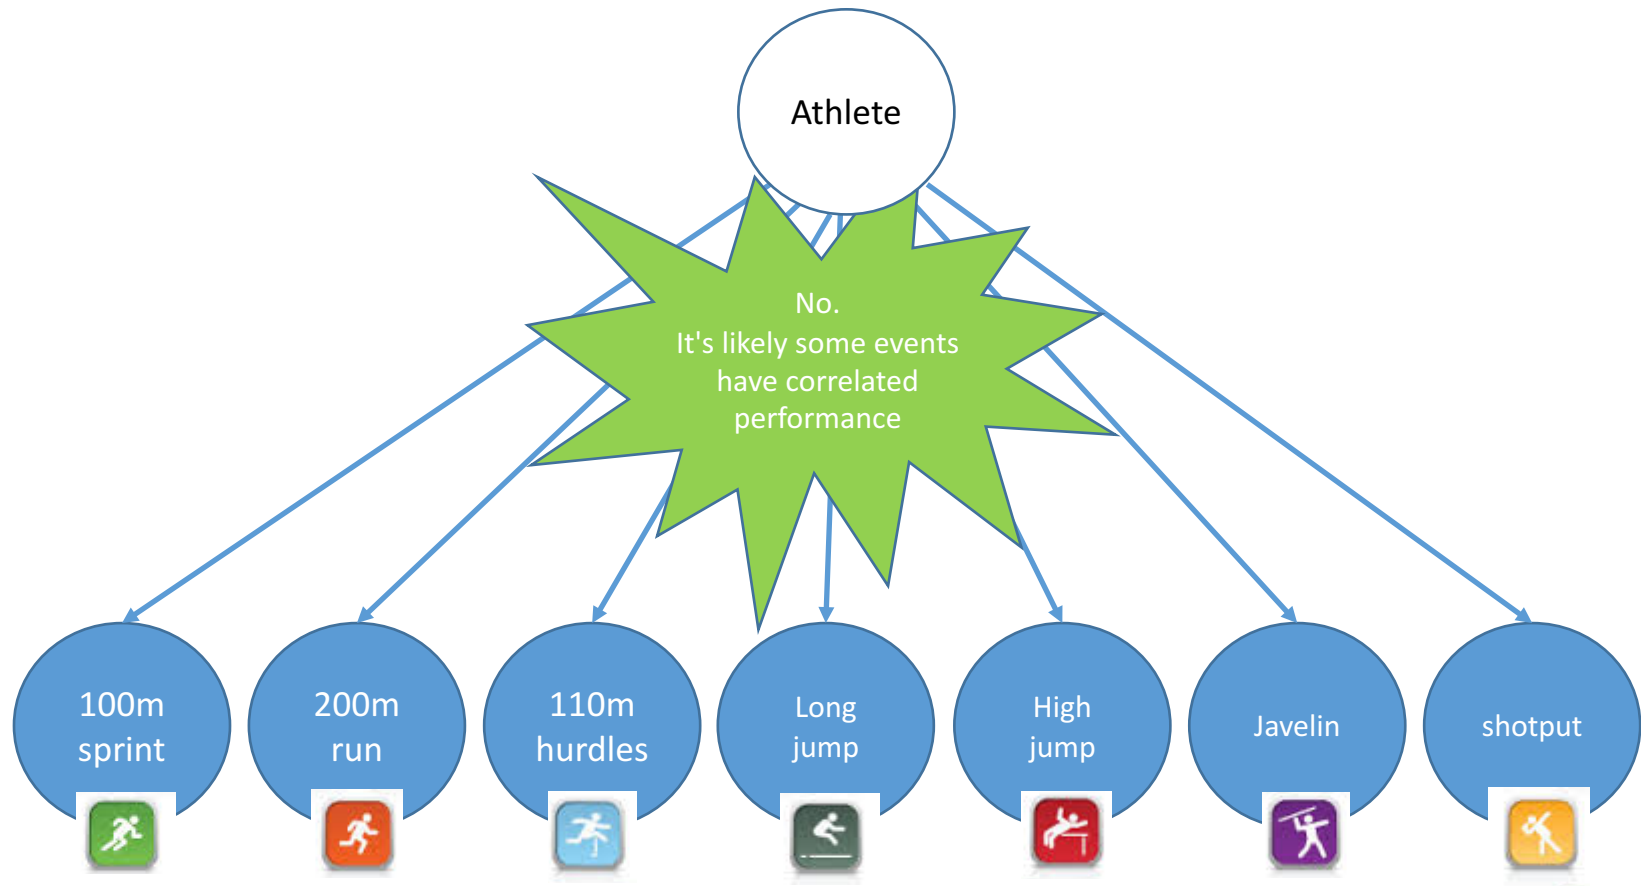 Athlete
No.
It's likely some events
have correlated
performance
100m
sprint
200m
run
110m
hurdles
Long
jump
High
jump
Javelin
shotput